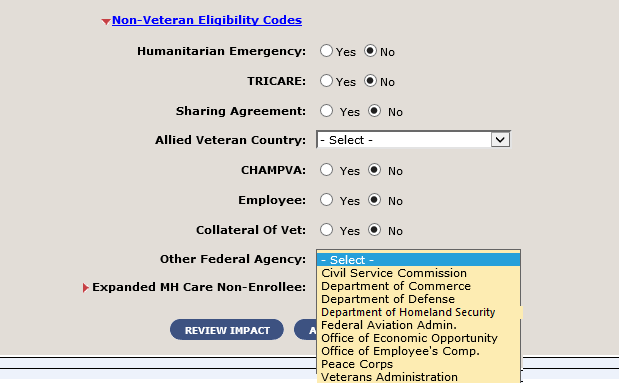 Non-Veteran Eligibility Codes
Humanitarian Emergency: Yes No
TRICARE: Yes No
Sharing Agreement: Yes No
Allied Veteran Country: - Select -
CHAMPVA: Yes No
Employee: Yes No
Collateral Of Vet: Yes No
Other Federal Agency: - Select -
Civil Service Commission
Department of Commerce
Expanded MH Care Non-Enrollee: Department of Defense
Department of Homeland Security
Federal Aviation Admin.
REVIEW IMPACT A
Office of Economic Opportunity
Office of Employee's Comp.
Peace Corps
Veterans Administration